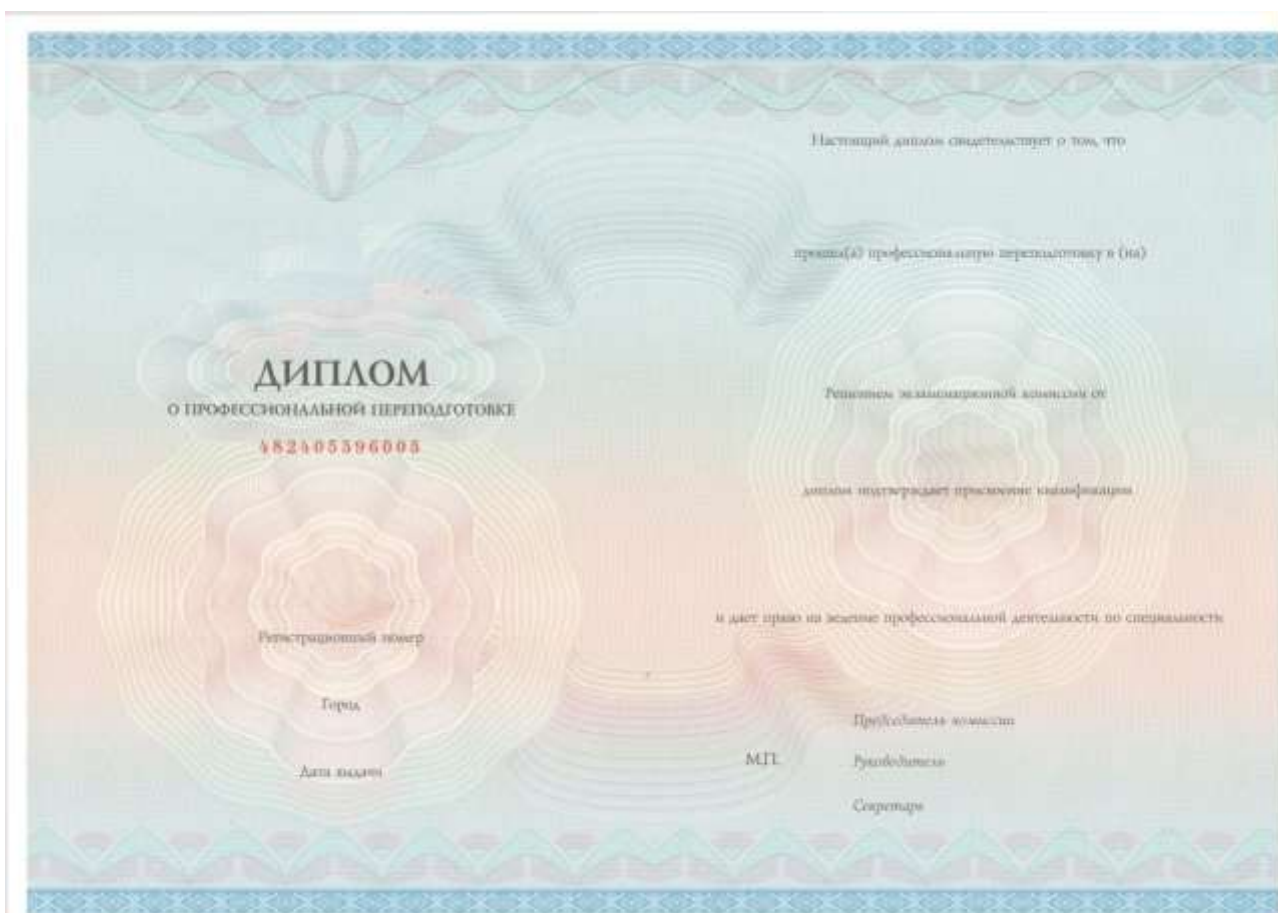 ДИПЛОМ
О ПРОФЕССИОНАЛЬНОЙ ПЕРЕПОДГОТОВКЕ
482405396003
Регистрационный номер
Город
Дата выдачи
Настоящий диплом свидетельствует о том, что
прошел(а) профессиональную переподготовку в (на)
Решением экзаменационной комиссии от
диплом подтверждает присвоение квалификации
и дает право на ведение профессиональной деятельности по специальности
Председатель комиссии
М.П.
Руководитель
Секретарь